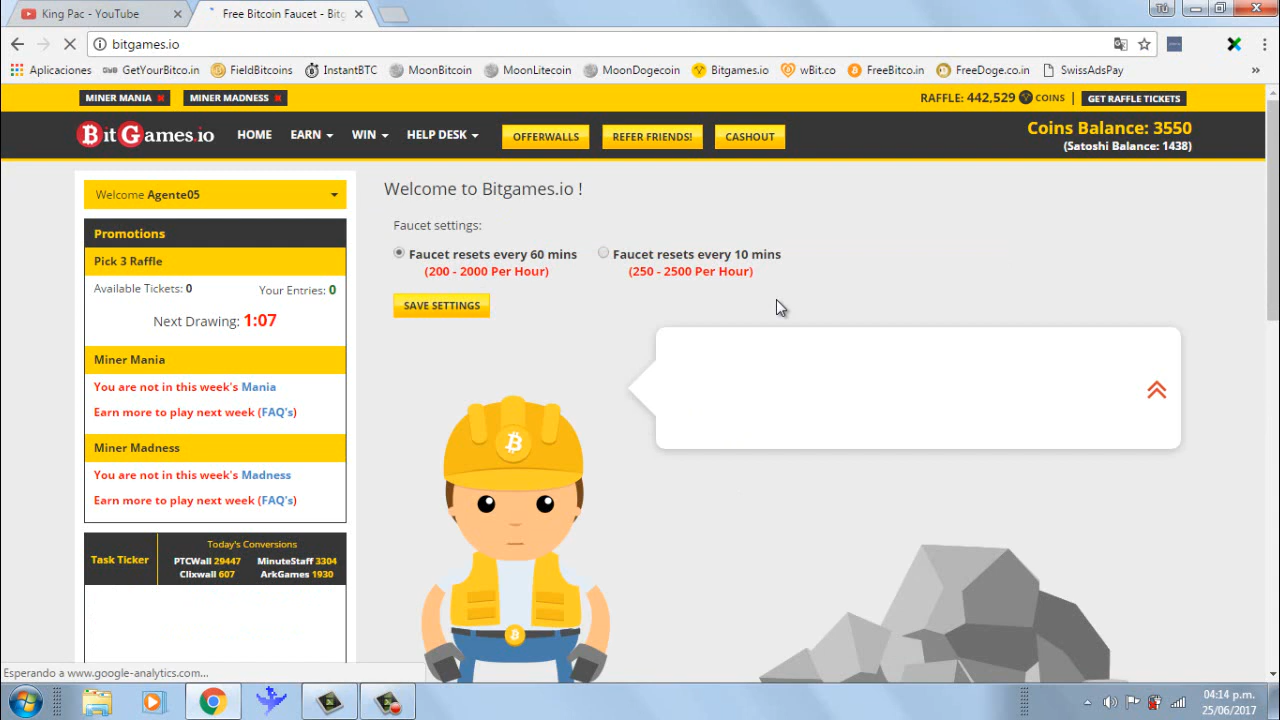 King Pac - YouTube
Free Bitcoin Faucet - Bitg
Tú
bitgames.io
Aplicaciones GetYourBitco.in FieldBitcoins InstantBTC MoonBitcoin MoonLitecoin MoonDogecoin Bitgames.io wBit.co FreeBitco.in FreeDoge.co.in SwissAdsPay
MINER MANIA MINER MADNESS RAFFLE: 442,529 COINS | GET RAFFLE TICKETS
BitGames.io HOME EARN WIN HELP DESK OFFERWALLS REFER FRIENDS! CASHOUT
Coins Balance: 3550
(Satoshi Balance: 1438)
Welcome Agente05
Promotions
Pick 3 Raffle
Available Tickets: 0 Your Entries: 0
Next Drawing: 1:07
Miner Mania
You are not in this week's Mania
Earn more to play next week (FAQ's)
Miner Madness
You are not in this week's Madness
Earn more to play next week (FAQ's)
Task Ticker
Today's Conversions
PTCWall 29447 MinuteStaff 3304
Clixwall 607 ArkGames 1930
Welcome to Bitgames.io !
Faucet settings:
Faucet resets every 60 mins Faucet resets every 10 mins
(200 - 2000 Per Hour) (250 - 2500 Per Hour)
SAVE SETTINGS
Esperando a www.google-analytics.com...
04:14 p.m.
25/06/2017